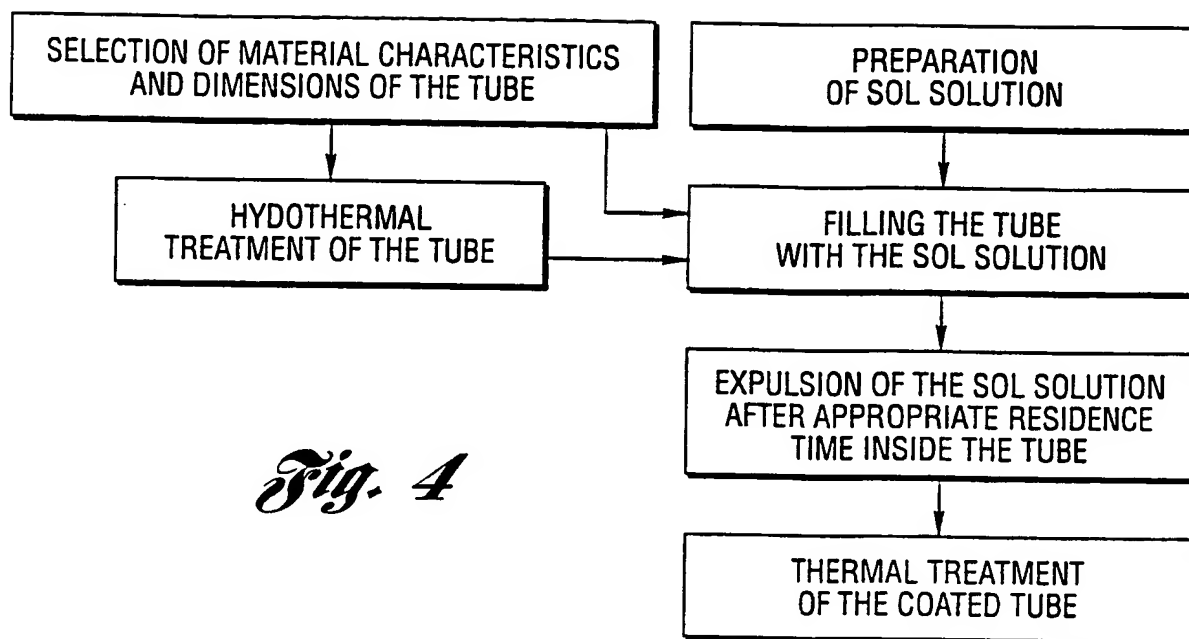 SELECTION OF MATERIAL CHARACTERISTICS
AND DIMENSIONS OF THE TUBE
PREPARATION
OF SOL SOLUTION
HYDOTHERMAL
TREATMENT OF THE TUBE
FILLING THE TUBE
WITH THE SOL SOLUTION
EXPULSION OF THE SOL SOLUTION
AFTER APPROPRIATE RESIDENCE
TIME INSIDE THE TUBE
THERMAL TREATMENT
OF THE COATED TUBE
Fig. 4